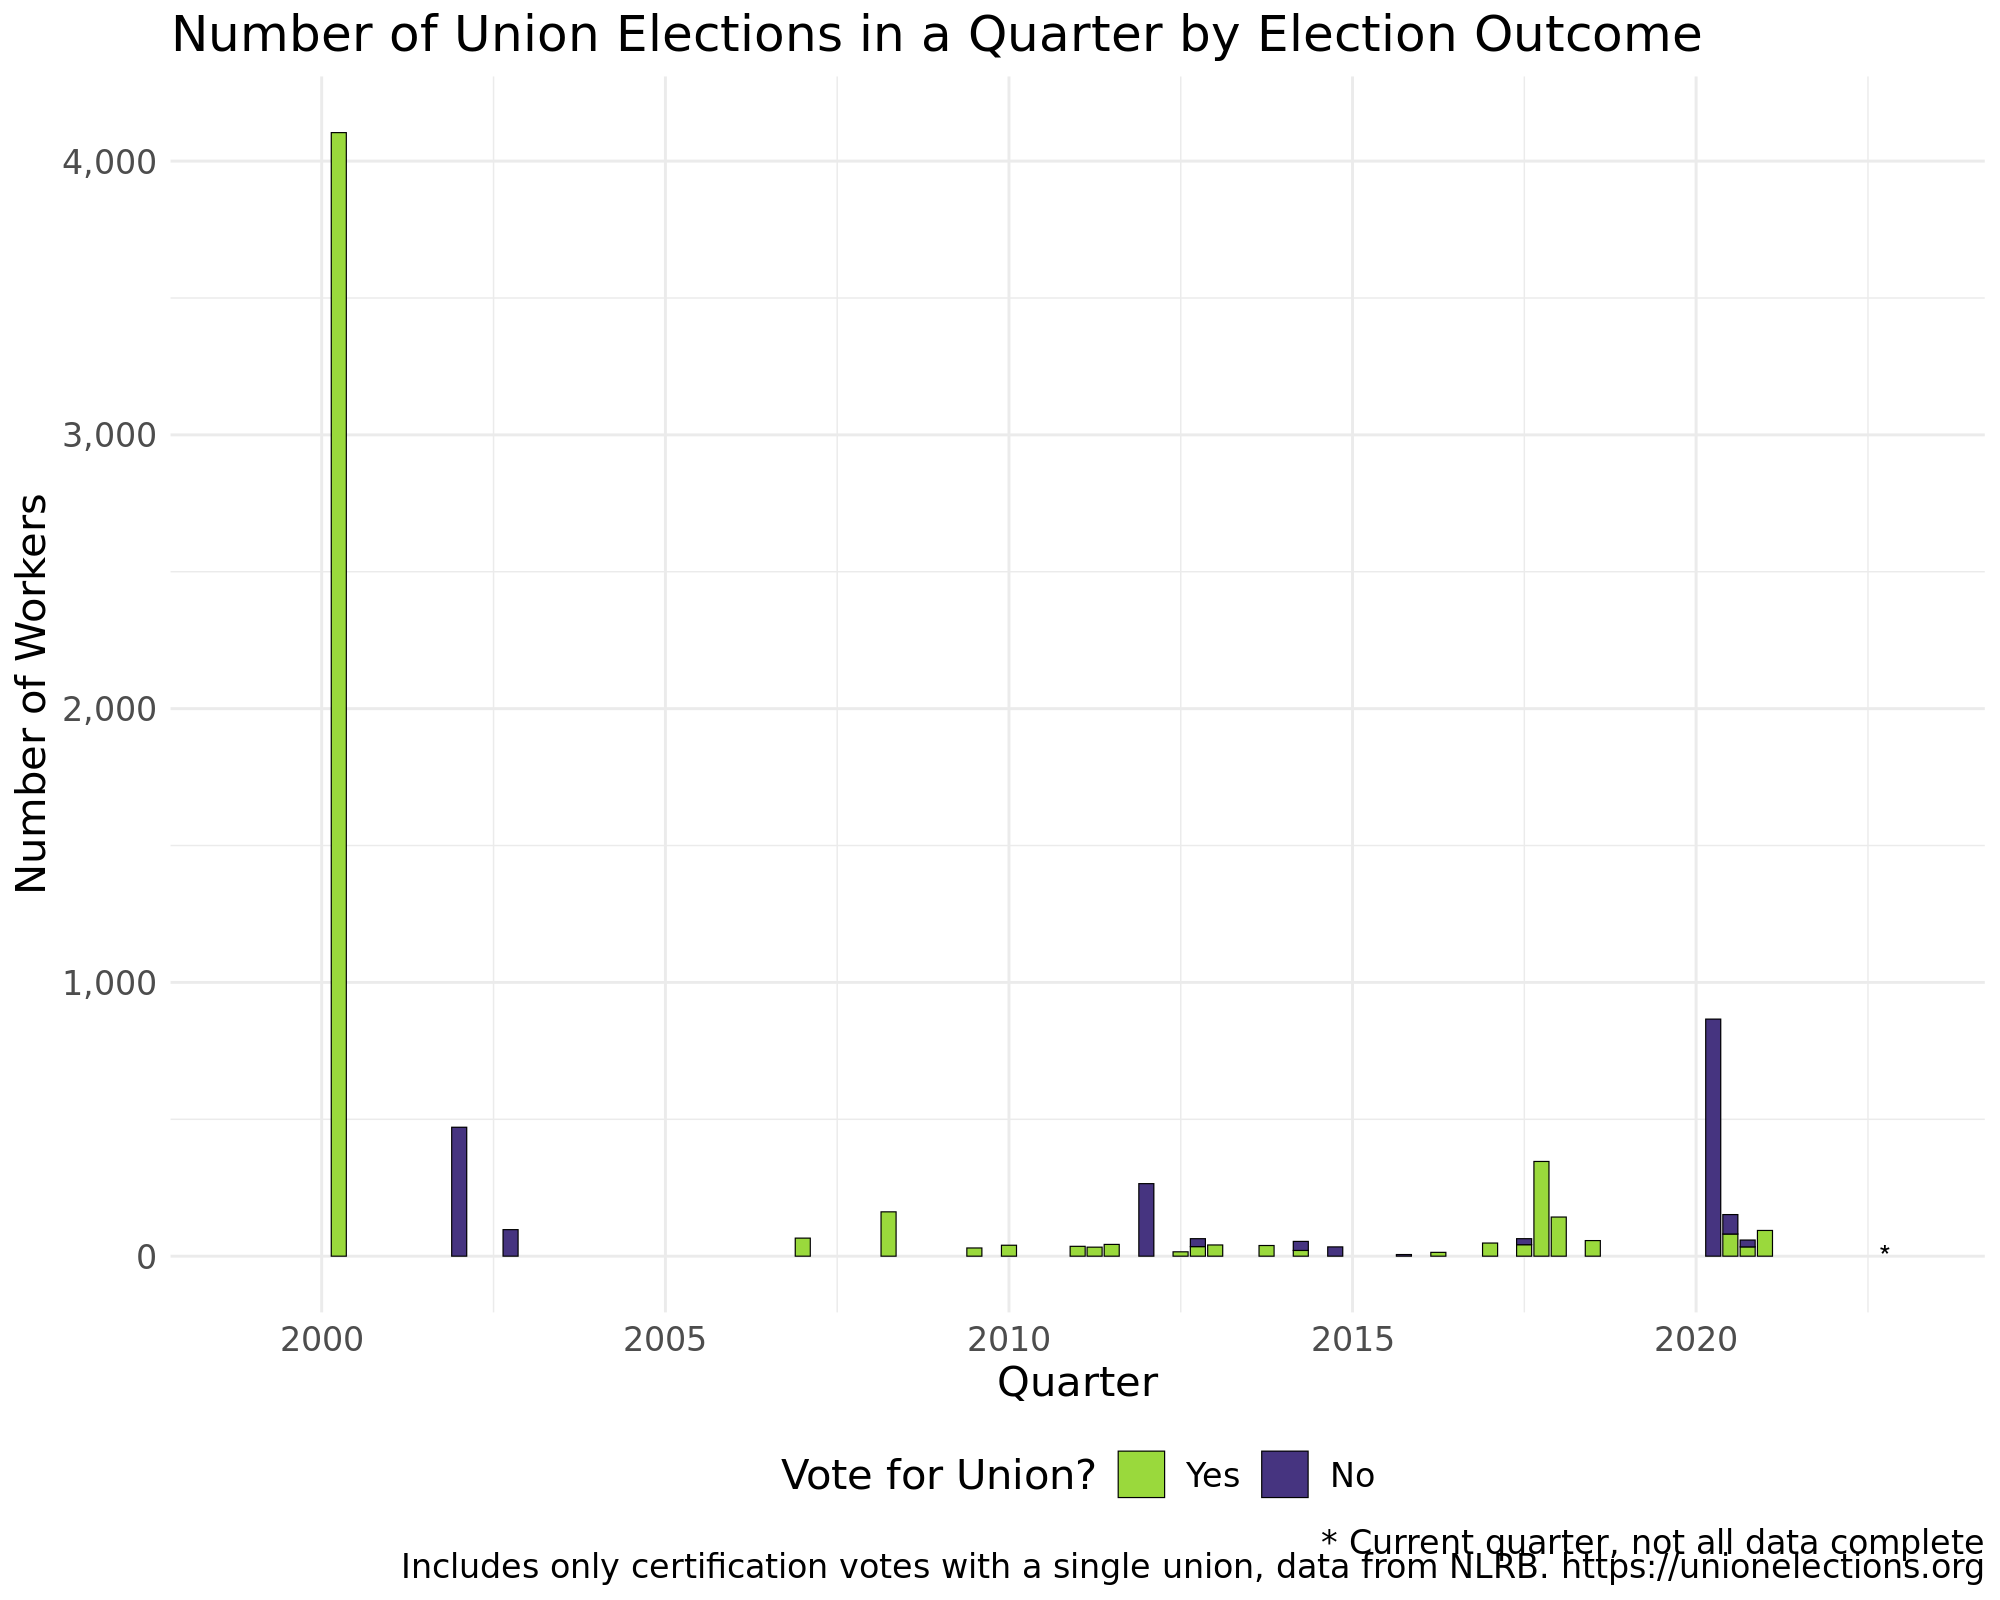 Number of Union Elections in a Quarter by Election Outcome
Number of Workers
4,000
3,000
2,000
1,000
0
*
2000 2005 2010 2015 2020
Quarter
Vote for Union? Yes No
* Current quarter, not all data complete
Includes only certification votes with a single union, data from NLRB. https://unionelections.org